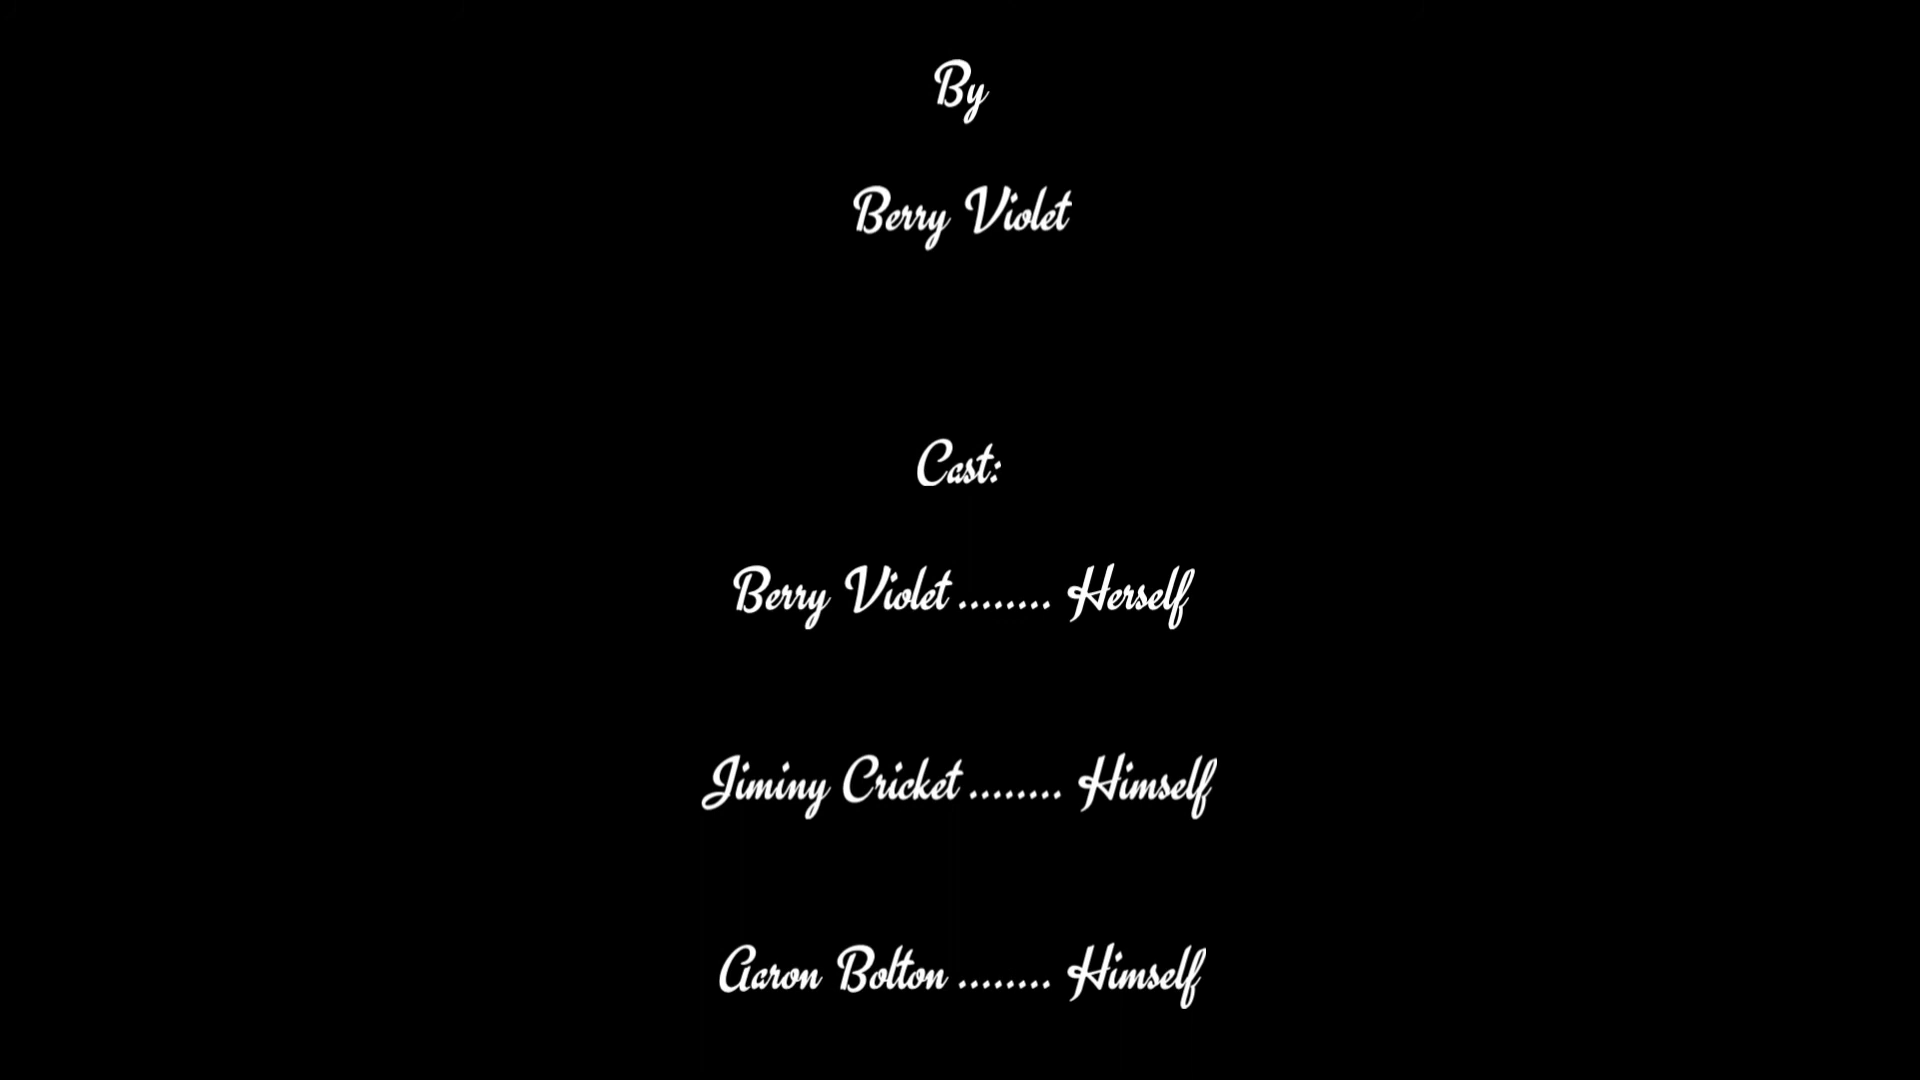 By
Berry Violet
Cast:
Berry Violet ........ Herself
Jiminy Cricket ........ Himself
Aaron Bolton ........ Himself